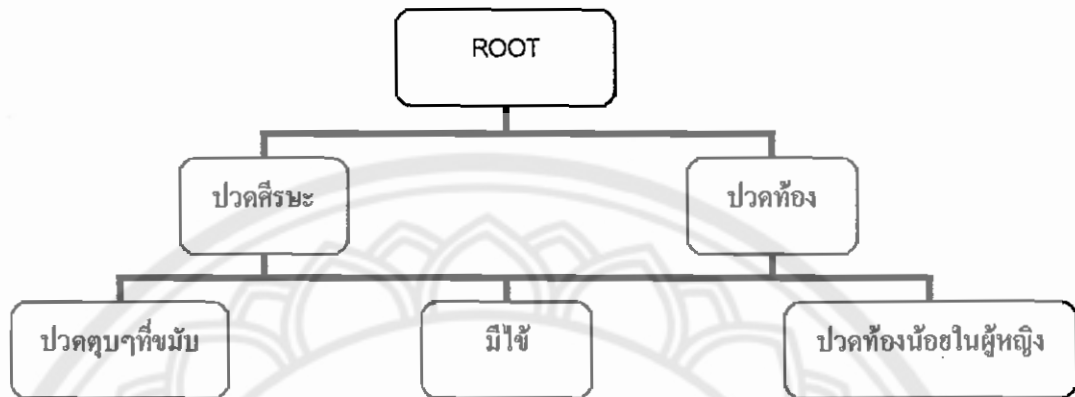 ROOT
ปวดศีรษะ
ปวดท้อง
ปวดตุบๆที่ขมับ
มีไข้
ปวดท้องน้อยในผู้หญิง